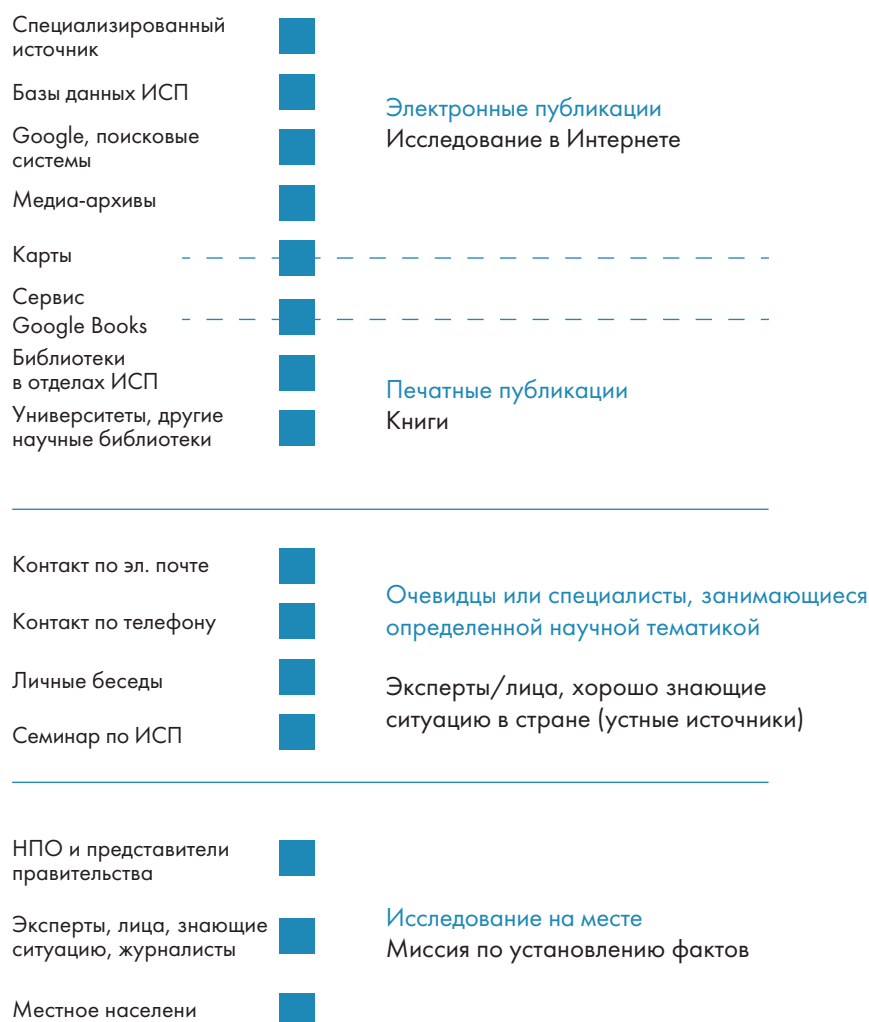 Специализированный
источник
Базы данных ИСП
Google, поисковые
системы
Медиа-архивы
Электронные публикации
Исследование в Интернете
Карты
Сервис
Google Books
Библиотеки
в отделах ИСП
Университеты, другие
научные библиотеки
Печатные публикации
Книги
Контакт по эл. почте
Контакт по телефону
Личные беседы
Семинар по ИСП
Очевидцы или специалисты, занимающиеся
определенной научной тематикой
Эксперты/лица, хорошо знающие
ситуацию в стране (устные источники)
НПО и представители
правительства
Эксперты, лица, знающие
ситуацию, журналисты
Местное населени
Исследование на месте
Миссия по установлению фактов